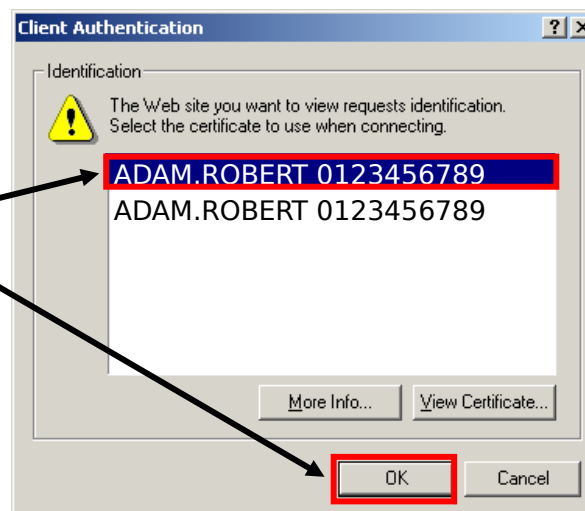 Client Authentication
Identification
The Web site you want to view requests identification.
Select the certificate to use when connecting.
ADAM.ROBERT 0123456789
ADAM.ROBERT 0123456789
More Info... View Certificate...
OK Cancel